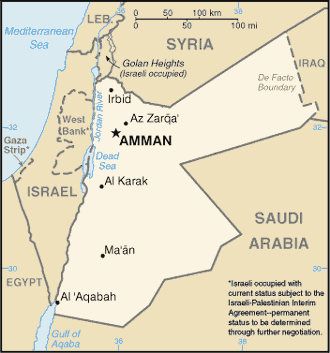 0 50 100 km
0 50 100 mi
LEB.
Mediterranean
Sea
SYRIA
Golan Heights
(Israeli occupied)
IRAQ
De Facto
Boundary
Irbid
Az Zarqa'
Jordan River
West
Bank*
32
32
AMMAN
Gaza
Strip*
Dead
Sea
ISRAEL
Al Karak
SAUDI
ARABIA
Ma'ān
EGYPT
30
30
*Israeli occupied with
current status subject to the
Israeli-Palestinian Interim
Agreement--permanent
status to be determined
through further negotiation.
Al 'Aqabah
Gulf of
Aqaba
36
38